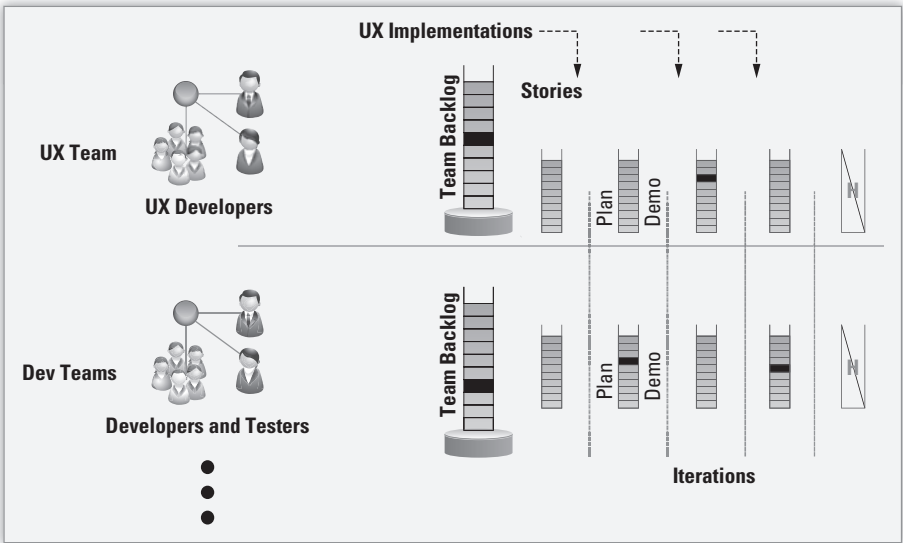 UX Implementations
Stories
Team Backlog
UX Team
UX Developers
Plan
Demo
H
Team Backlog
Dev Teams
Developers and Testers
Plan
Demo
H
Iterations